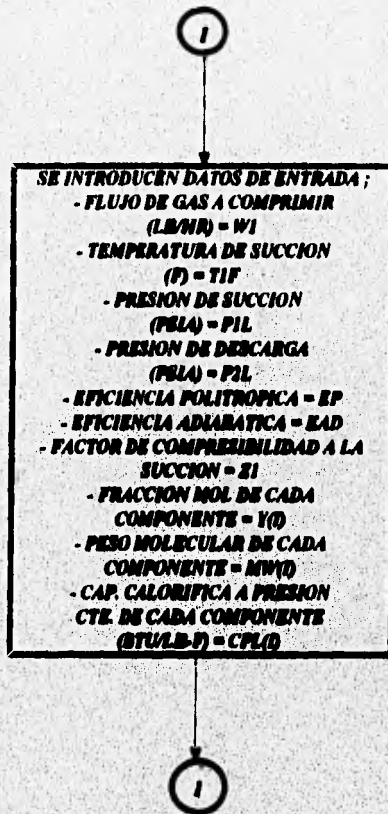 1
SE INTRODUCEN DATOS DE ENTRADA ;
- FLUJO DE GAS A COMPRIMIR
(LB/HR) = W1
- TEMPERATURA DE SUCCION
(F) = T1F
- PRESION DE SUCCION
(PSIA) = P1L
- PRESION DE DESCARGA
(PSIA) = P2L
- EFICIENCIA POLITROPICA = EP
- EFICIENCIA ADIABATICA = EAD
- FACTOR DE COMPRESIBILIDAD A LA
SUCCION = Z1
- FRACCION MOL DE CADA
COMPONENTE = Y(I)
- PESO MOLECULAR DE CADA
COMPONENTE = MW(I)
- CAP. CALORIFICA A PRESION
CTE. DE CADA COMPONENTE
(BTU/LB-F) = CPL(I)
1